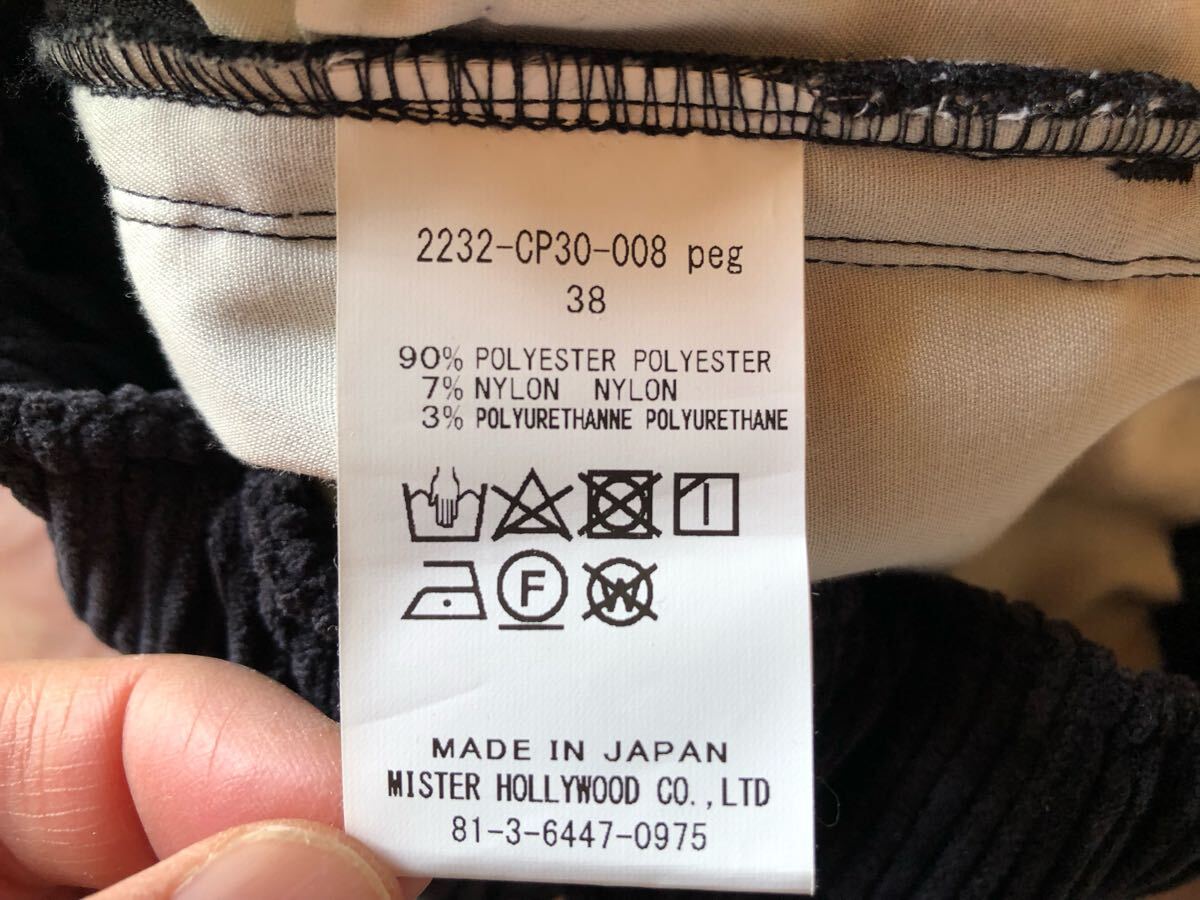 2232-CP30-008 peg
38
90% POLYESTER POLYESTER
7% NYLON NYLON
3% POLYURETHANNE POLYURETHANE
F W
MADE IN JAPAN
MISTER HOLLYWOOD CO.,LTD
81-3-6447-0975